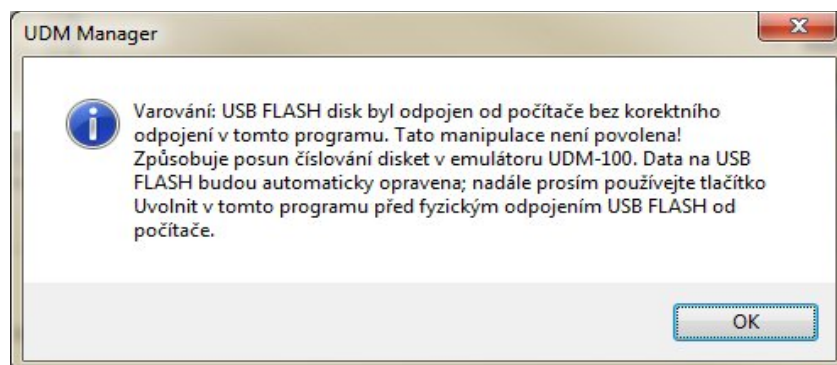 UDM Manager
Varování: USB FLASH disk byl odpojen od počítače bez korektního
odpojení v tomto programu. Tato manipulace není povolena!
Způsobuje posun číslování disket v emulátoru UDM-100. Data na USB
FLASH budou automaticky opravena; nadále prosím používejte tlačítko
Uvolnit v tomto programu před fyzickým odpojením USB FLASH od
počítače.
OK